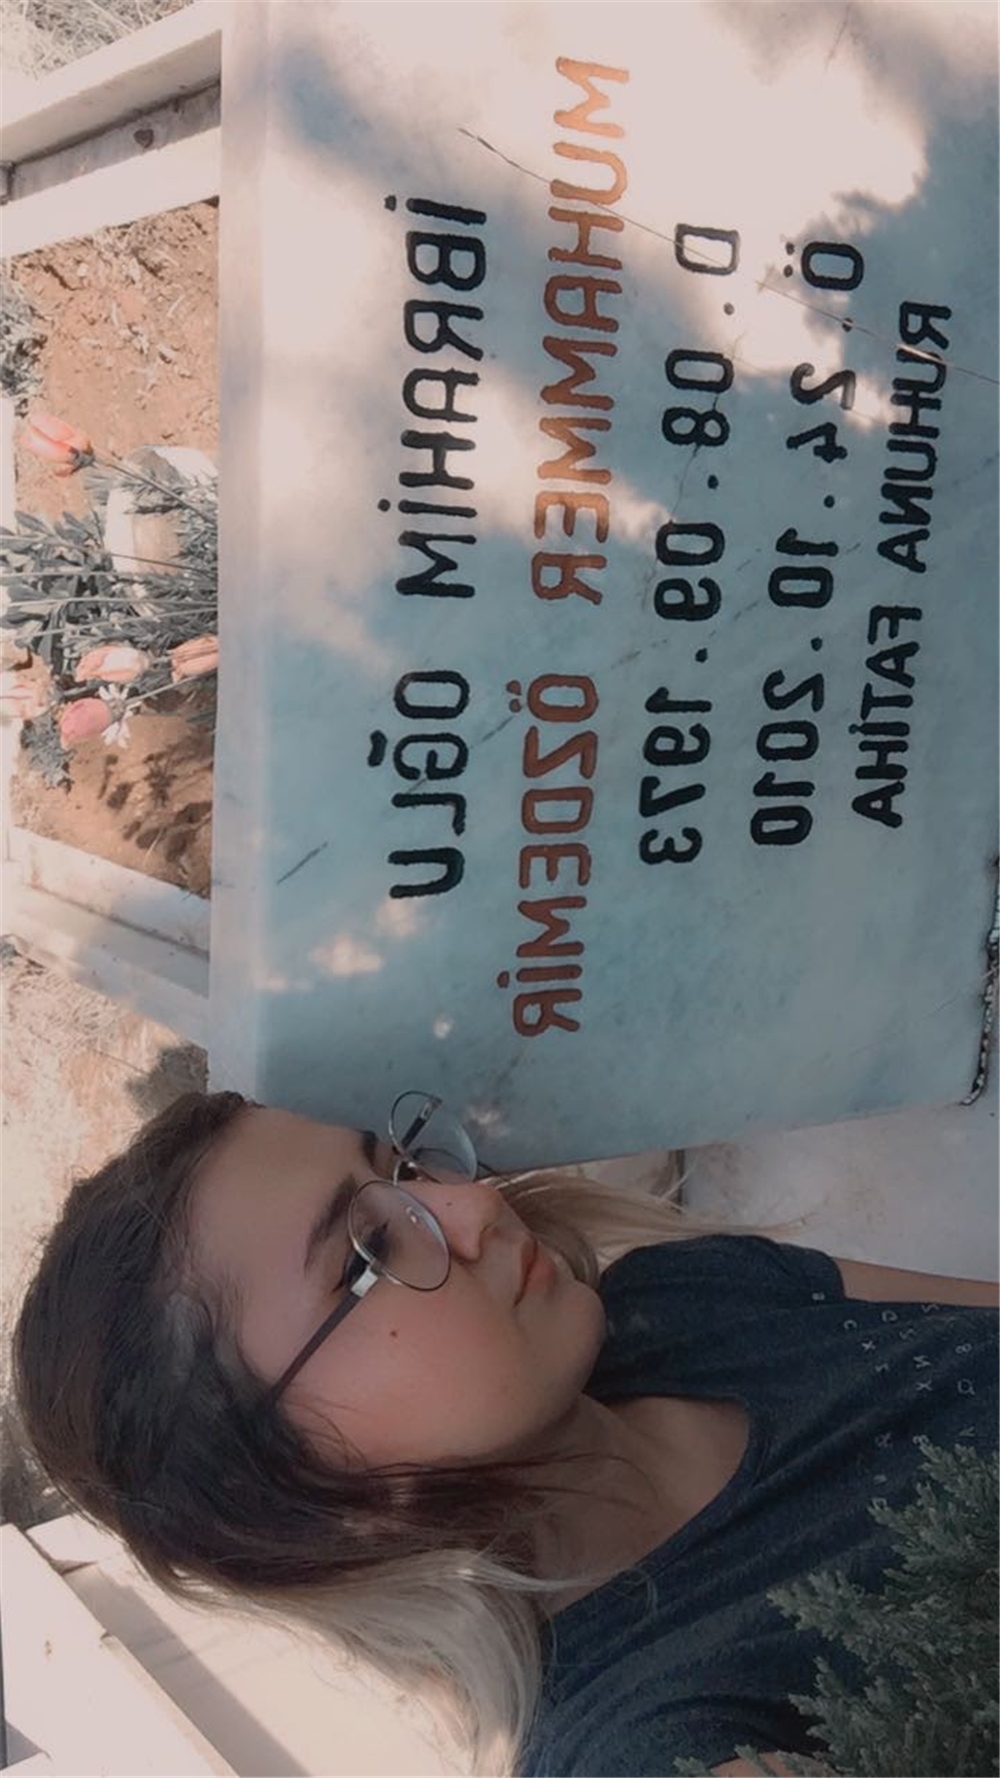 İBRAHİM OĞLU
MUHAMMER ÖZDEMİR
D. 08.09.1973
Ö. 24.10.2010
RUHUNA FATİHA